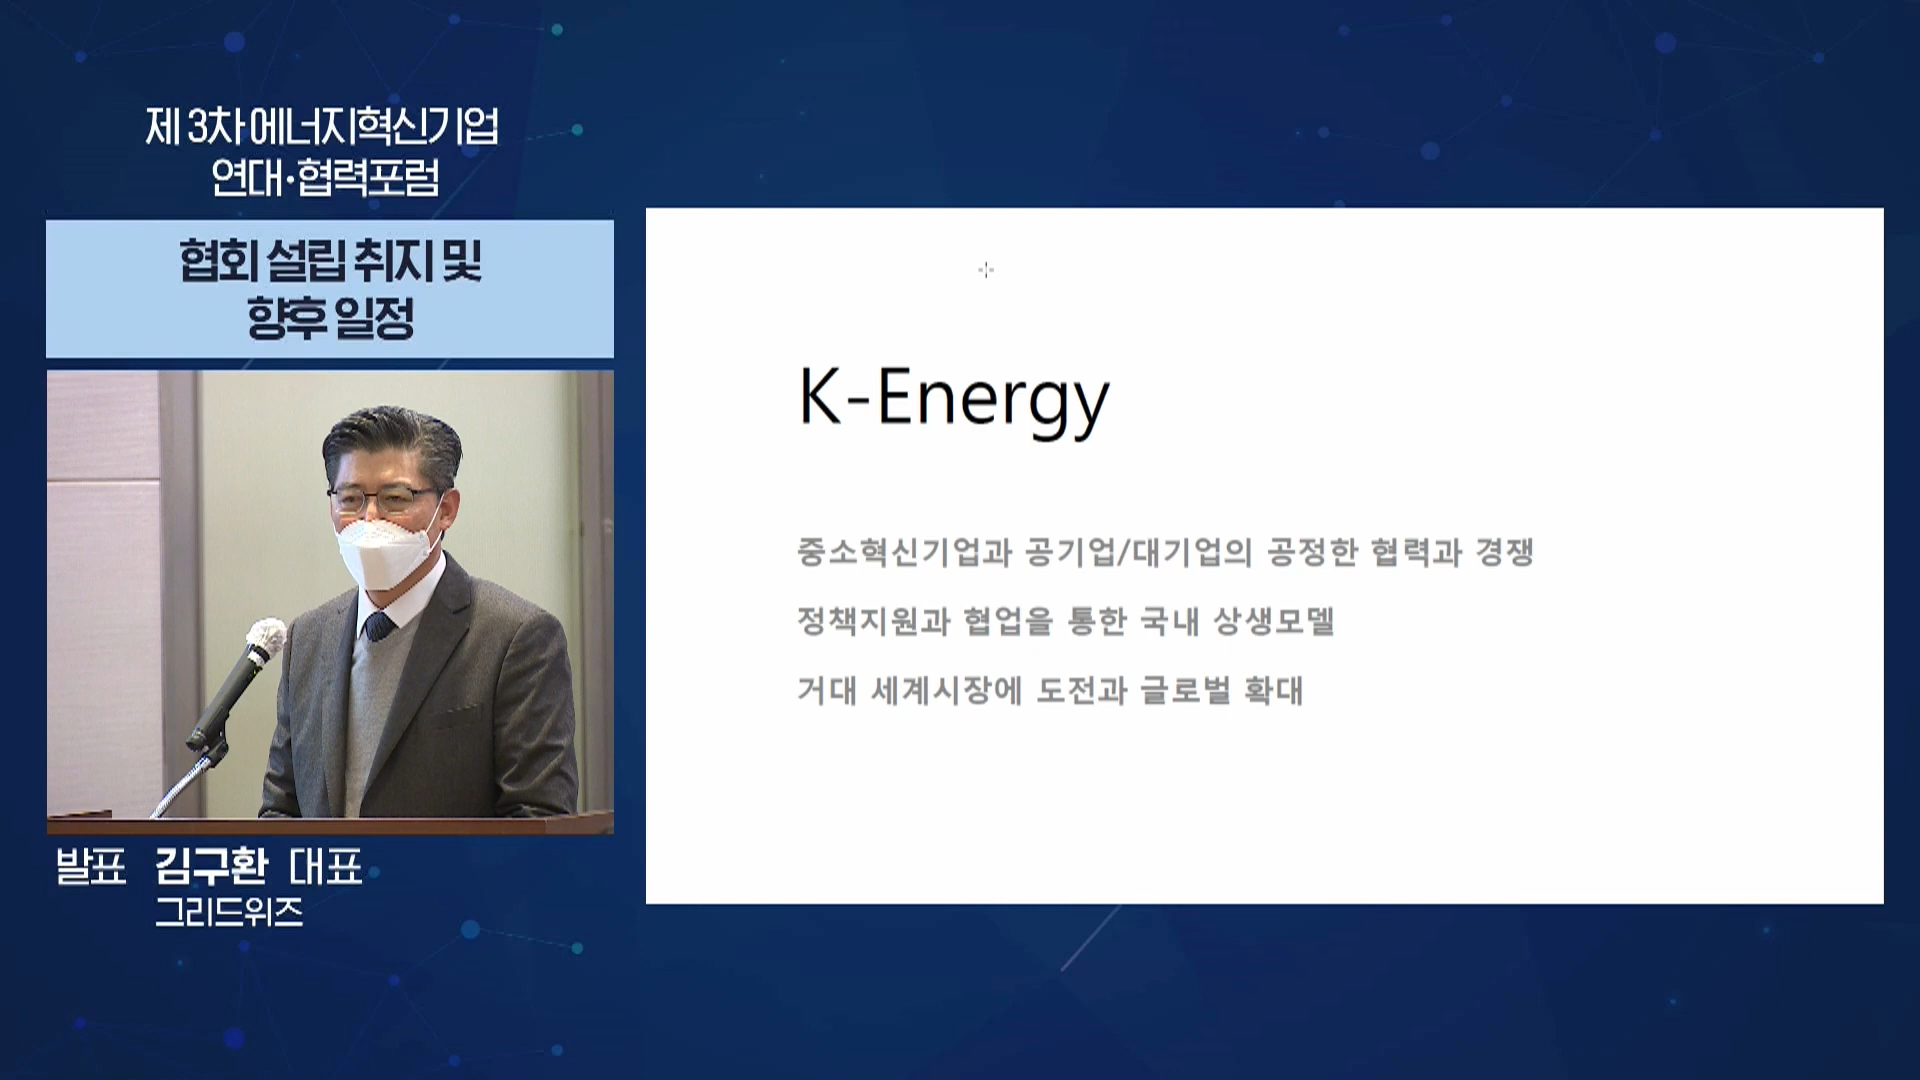 제 3차 에너지혁신기업
연대·협력포럼
협회 설립 취지 및
향후 일정
발표 김구환 대표
그리드위즈
K-Energy
중소혁신기업과 공기업/대기업의 공정한 협력과 경쟁
정책지원과 협업을 통한 국내 상생모델
거대 세계시장에 도전과 글로벌 확대